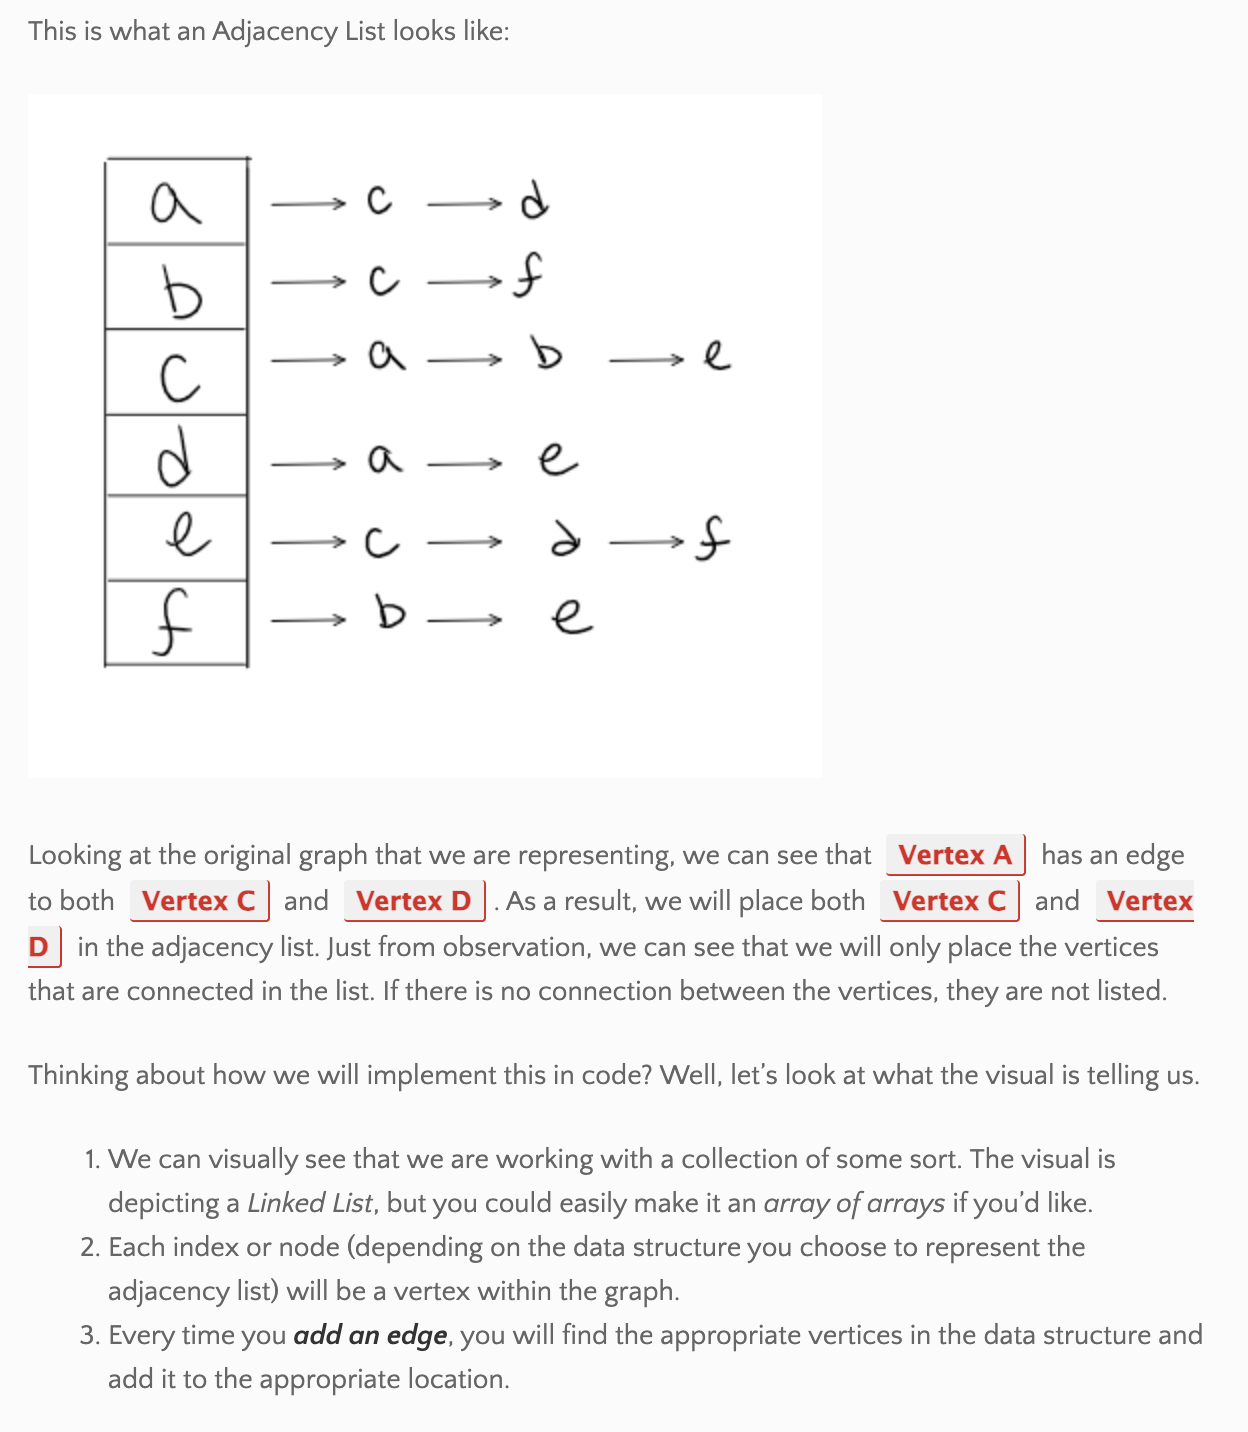 This is what an Adjacency List looks like:
a → c → d
b → c → f
c → a → b → e
d → a → e
e → c → d → f
f → b → e
Looking at the original graph that we are representing, we can see that Vertex A has an edge
to both Vertex C and Vertex D . As a result, we will place both Vertex C and Vertex
D in the adjacency list. Just from observation, we can see that we will only place the vertices
that are connected in the list. If there is no connection between the vertices, they are not listed.
Thinking about how we will implement this in code? Well, let’s look at what the visual is telling us.
1. We can visually see that we are working with a collection of some sort. The visual is
depicting a Linked List, but you could easily make it an array of arrays if you’d like.
2. Each index or node (depending on the data structure you choose to represent the
adjacency list) will be a vertex within the graph.
3. Every time you add an edge, you will find the appropriate vertices in the data structure and
add it to the appropriate location.